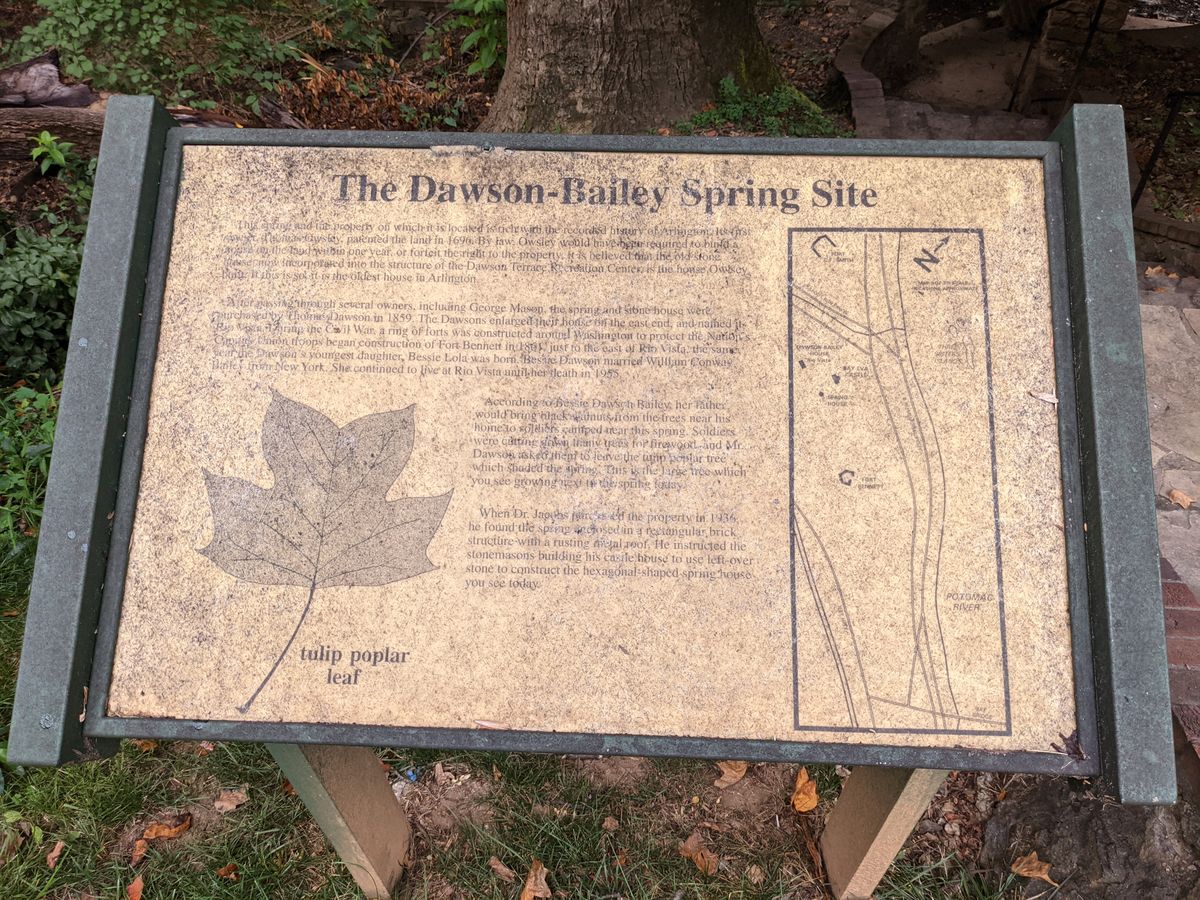 The Dawson-Bailey Spring Site
This spring and the property on which it is located is rich with the recorded history of Arlington. Its first
owner, Thomas Owsley, patented the land in 1696. By law, Owsley would have been required to build a
house on the land within one year, or forfeit the right to the property. It is believed that the old stone
house, now incorporated into the structure of the Dawson Terrace Recreation Center, is the house Owsley
built. If this is so, it is the oldest house in Arlington.
After passing through several owners, including George Mason, the spring and stone house were
purchased by Thomas Dawson in 1859. The Dawsons enlarged their house on the east end, and named it
Rio Vista. During the Civil War, a ring of forts was constructed around Washington to protect the Nation's
Capital. Union troops began construction of Fort Bennett in 1861, just to the east of Rio Vista, the same
year the Dawson's youngest daughter, Bessie Lola was born. Bessie Dawson married William Conway
Bailey from New York. She continued to live at Rio Vista until her death in 1955.
According to Bessie Dawson Bailey, her father
would bring black walnuts from the trees near his
home to soldiers camped near this spring. Soldiers
were cutting down many trees for firewood, and Mr.
Dawson asked them to leave the tulip poplar tree
which shaded the spring. This is the large tree which
you see growing next to the spring today.
When Dr. Jacobs purchased the property in 1936,
he found the spring enclosed in a rectangular brick
structure with a rusting metal roof. He instructed the
stonemasons building his castle house to use left-over
stone to construct the hexagonal-shaped spring house
you see today.
tulip poplar
leaf
FORT
SMITH
N
MAP NOT TO SCALE
DAWSON BAILEY
HOUSE
SPRING
HOUSE
FORT
BENNETT
POTOMAC
RIVER